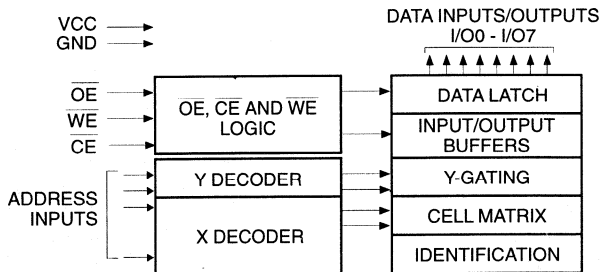 VCC
GND
DATA INPUTS/OUTPUTS
I/O0 - I/O7
OE
WE
CE
OE, CE AND WE
LOGIC
DATA LATCH
INPUT/OUTPUT
BUFFERS
ADDRESS
INPUTS
Y DECODER
Y-GATING
X DECODER
CELL MATRIX
IDENTIFICATION